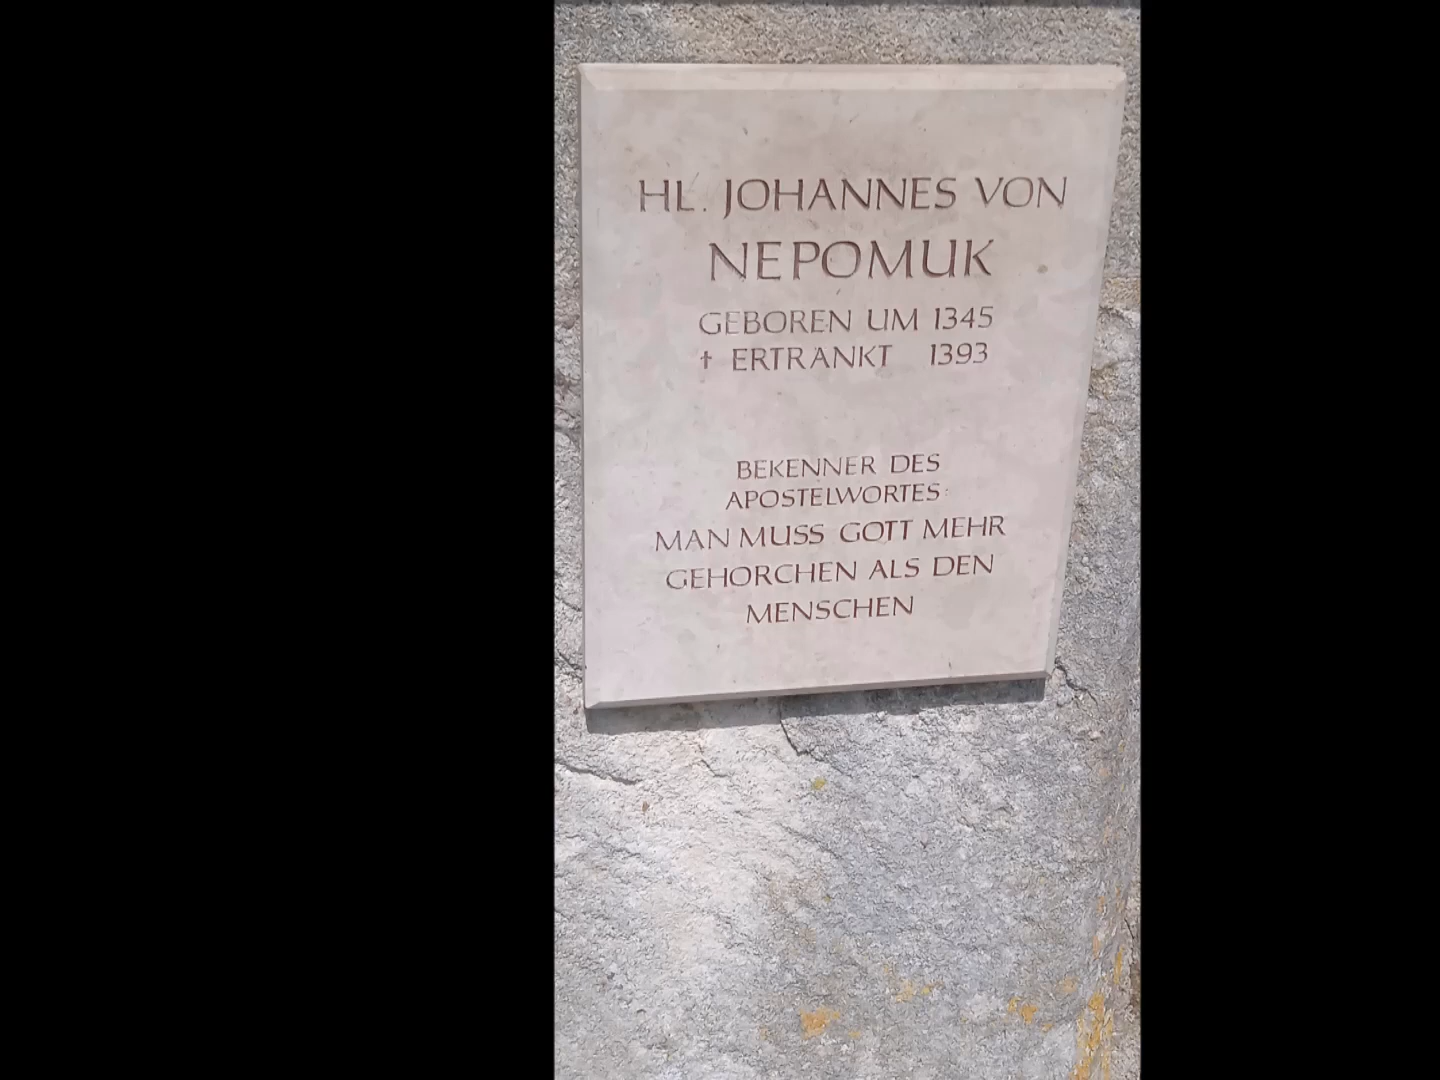 HL. JOHANNES VON
NEPOMUK
GEBOREN UM 1345
† ERTRÄNKT 1393
BEKENNER DES
APOSTELWORTES:
MAN MUSS GOTT MEHR
GEHORCHEN ALS DEN
MENSCHEN